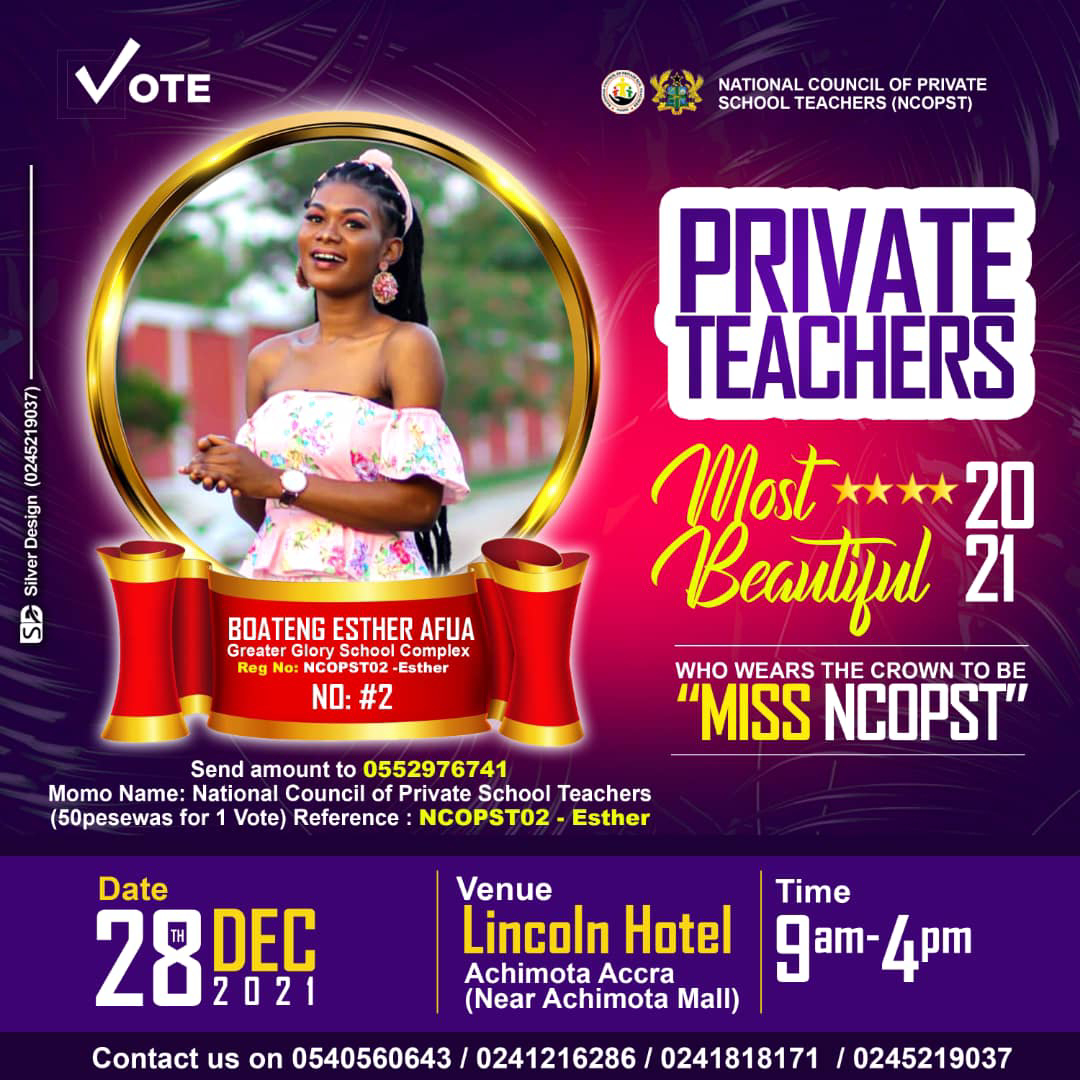 VOTE
NATIONAL COUNCIL OF PRIVATE
SCHOOL TEACHERS (NCOPST)
PRIVATE
TEACHERS
Most
Beautiful
20
21
WHO WEARS THE CROWN TO BE
“MISS NCOPST”
Silver Design (0245219037)
BOATENG ESTHER AFUA
Greater Glory School Complex
Reg No: NCOPST02 -Esther
NO: #2
Send amount to 0552976741
Momo Name: National Council of Private School Teachers
(50pesewas for 1 Vote) Reference : NCOPST02 - Esther
Date
28TH DEC
2021
Venue
Lincoln Hotel
Achimota Accra
(Near Achimota Mall)
Time
9am-4pm
Contact us on 0540560643 / 0241216286 / 0241818171 / 0245219037